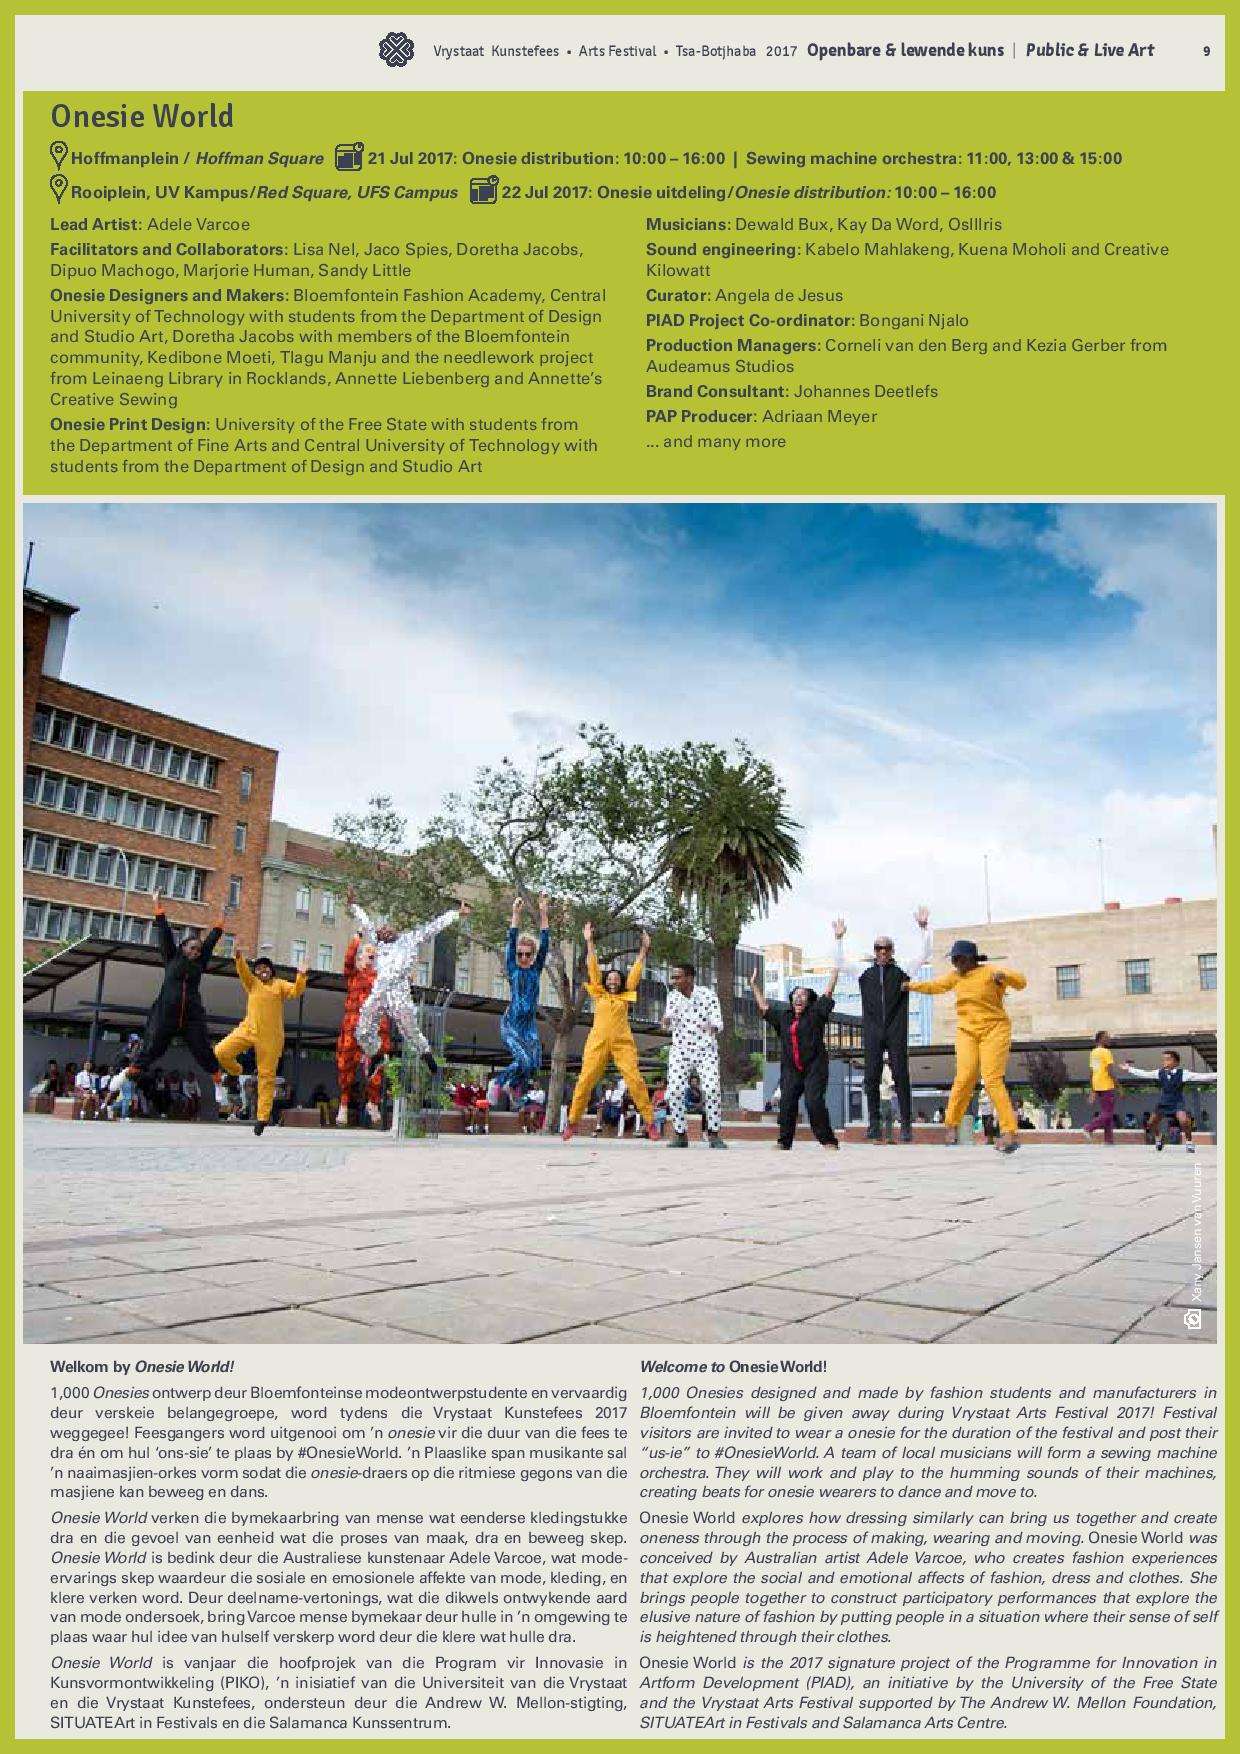 Vrystaat Kunstefees • Arts Festival • Tsa-Botjhaba 2017 Openbare & lewende kuns | Public & Live Art 9
Onesie World
Hoffmanplein / Hoffman Square 21 Jul 2017: Onesie distribution: 10:00 – 16:00 | Sewing machine orchestra: 11:00, 13:00 & 15:00
Rooiplein, UV Kampus/Red Square, UFS Campus 22 Jul 2017: Onesie uitdeling/Onesie distribution: 10:00 – 16:00
Lead Artist: Adele Varcoe
Facilitators and Collaborators: Lisa Nel, Jaco Spies, Doretha Jacobs,
Dipuo Machogo, Marjorie Human, Sandy Little
Onesie Designers and Makers: Bloemfontein Fashion Academy, Central
University of Technology with students from the Department of Design
and Studio Art, Doretha Jacobs with members of the Bloemfontein
community, Kedibone Moeti, Tlagu Manju and the needlework project
from Leinaeng Library in Rocklands, Annette Liebenberg and Annette's
Creative Sewing
Onesie Print Design: University of the Free State with students from
the Department of Fine Arts and Central University of Technology with
students from the Department of Design and Studio Art
Musicians: Dewald Bux, Kay Da Word, Oslllris
Sound engineering: Kabelo Mahlakeng, Kuena Moholi and Creative
Kilowatt
Curator: Angela de Jesus
PIAD Project Co-ordinator: Bongani Njalo
Production Managers: Corneli van den Berg and Kezia Gerber from
Audeamus Studios
Brand Consultant: Johannes Deetlefs
PAP Producer: Adriaan Meyer
... and many more
Xany Jansen van Vuuren
Welkom by Onesie World!
1,000 Onesies ontwerp deur Bloemfonteinse modeontwerpstudente en vervaardig
deur verskeie belangegroepe, word tydens die Vrystaat Kunstefees 2017
weggegee! Feesgangers word uitgenooi om 'n onesie vir die duur van die fees te
dra én om hul 'ons-sie' te plaas by #OnesieWorld. 'n Plaaslike span musikante sal
'n naaimasjien-orkes vorm sodat die onesie-draers op die ritmiese gegons van die
masjiene kan beweeg en dans.
Onesie World verken die bymekaarbring van mense wat eenderse kledingstukke
dra en die gevoel van eenheid wat die proses van maak, dra en beweeg skep.
Onesie World is bedink deur die Australiese kunstenaar Adele Varcoe, wat mode-
ervarings skep waardeur die sosiale en emosionele affekte van mode, kleding, en
klere verken word. Deur deelname-vertonings, wat die dikwels ontwykende aard
van mode ondersoek, bring Varcoe mense bymekaar deur hulle in 'n omgewing te
plaas waar hul idee van hulself verskerp word deur die klere wat hulle dra.
Onesie World is vanjaar die hoofprojek van die Program vir Innovasie in
Kunsvormontwikkeling (PIKO), 'n inisiatief van die Universiteit van die Vrystaat
en die Vrystaat Kunstefees, ondersteun deur die Andrew W. Mellon-stigting,
SITUATE Art in Festivals en die Salamanca Kunssentrum.
Welcome to Onesie World!
1,000 Onesies designed and made by fashion students and manufacturers in
Bloemfontein will be given away during Vrystaat Arts Festival 2017! Festival
visitors are invited to wear a onesie for the duration of the festival and post their
"us-ie" to #OnesieWorld. A team of local musicians will form a sewing machine
orchestra. They will work and play to the humming sounds of their machines,
creating beats for onesie wearers to dance and move to.
Onesie World explores how dressing similarly can bring us together and create
oneness through the process of making, wearing and moving. Onesie World was
conceived by Australian artist Adele Varcoe, who creates fashion experiences
that explore the social and emotional affects of fashion, dress and clothes. She
brings people together to construct participatory performances that explore the
elusive nature of fashion by putting people in a situation where their sense of self
is heightened through their clothes.
Onesie World is the 2017 signature project of the Programme for Innovation in
Artform Development (PIAD), an initiative by the University of the Free State
and the Vrystaat Arts Festival supported by The Andrew W. Mellon Foundation,
SITUATE Art in Festivals and Salamanca Arts Centre.